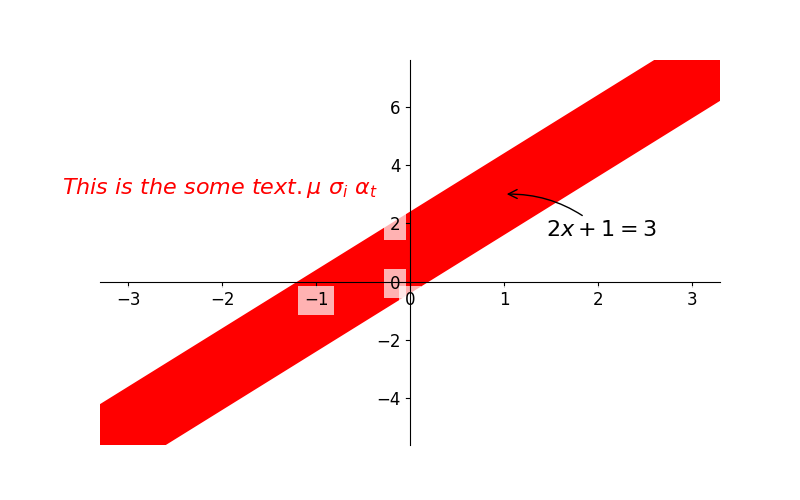 6
4
This is the some text. μ σᵢ αₜ
2
2x + 1 = 3
0
−3 −2 −1 0 1 2 3
−2
−4